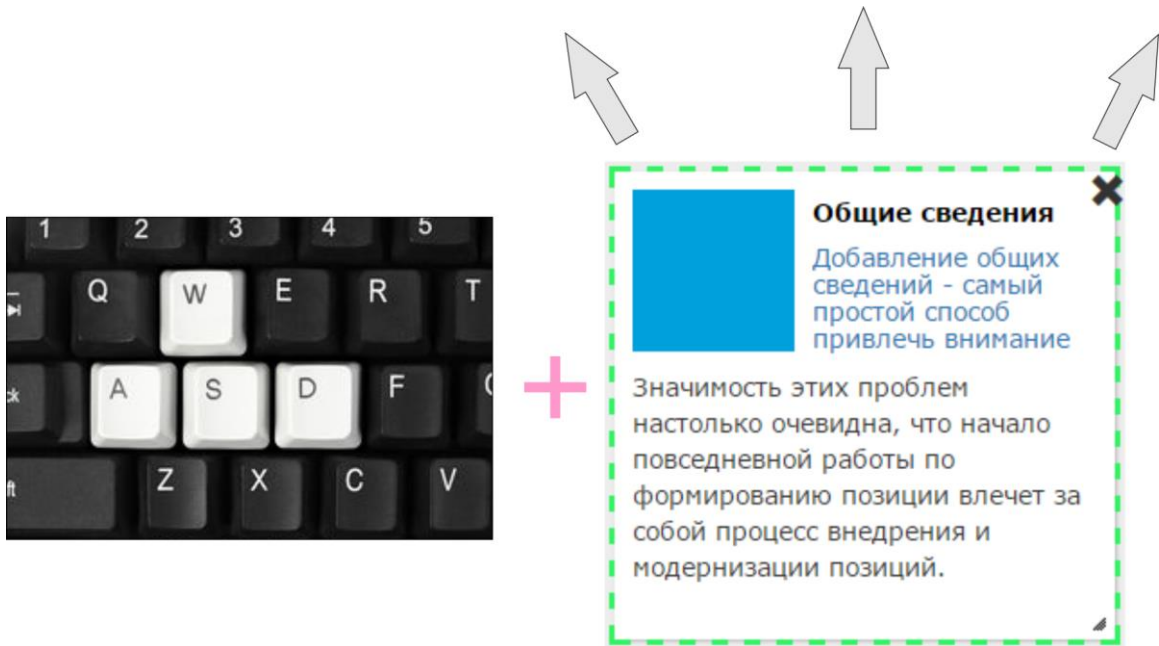 1 2 3 4 5
Q W E R T
A S D F
Z X C V
Общие сведения
Добавление общих
сведений - самый
простой способ
привлечь внимание
Значимость этих проблем
настолько очевидна, что начало
повседневной работы по
формированию позиции влечет за
собой процесс внедрения и
модернизации позиций.